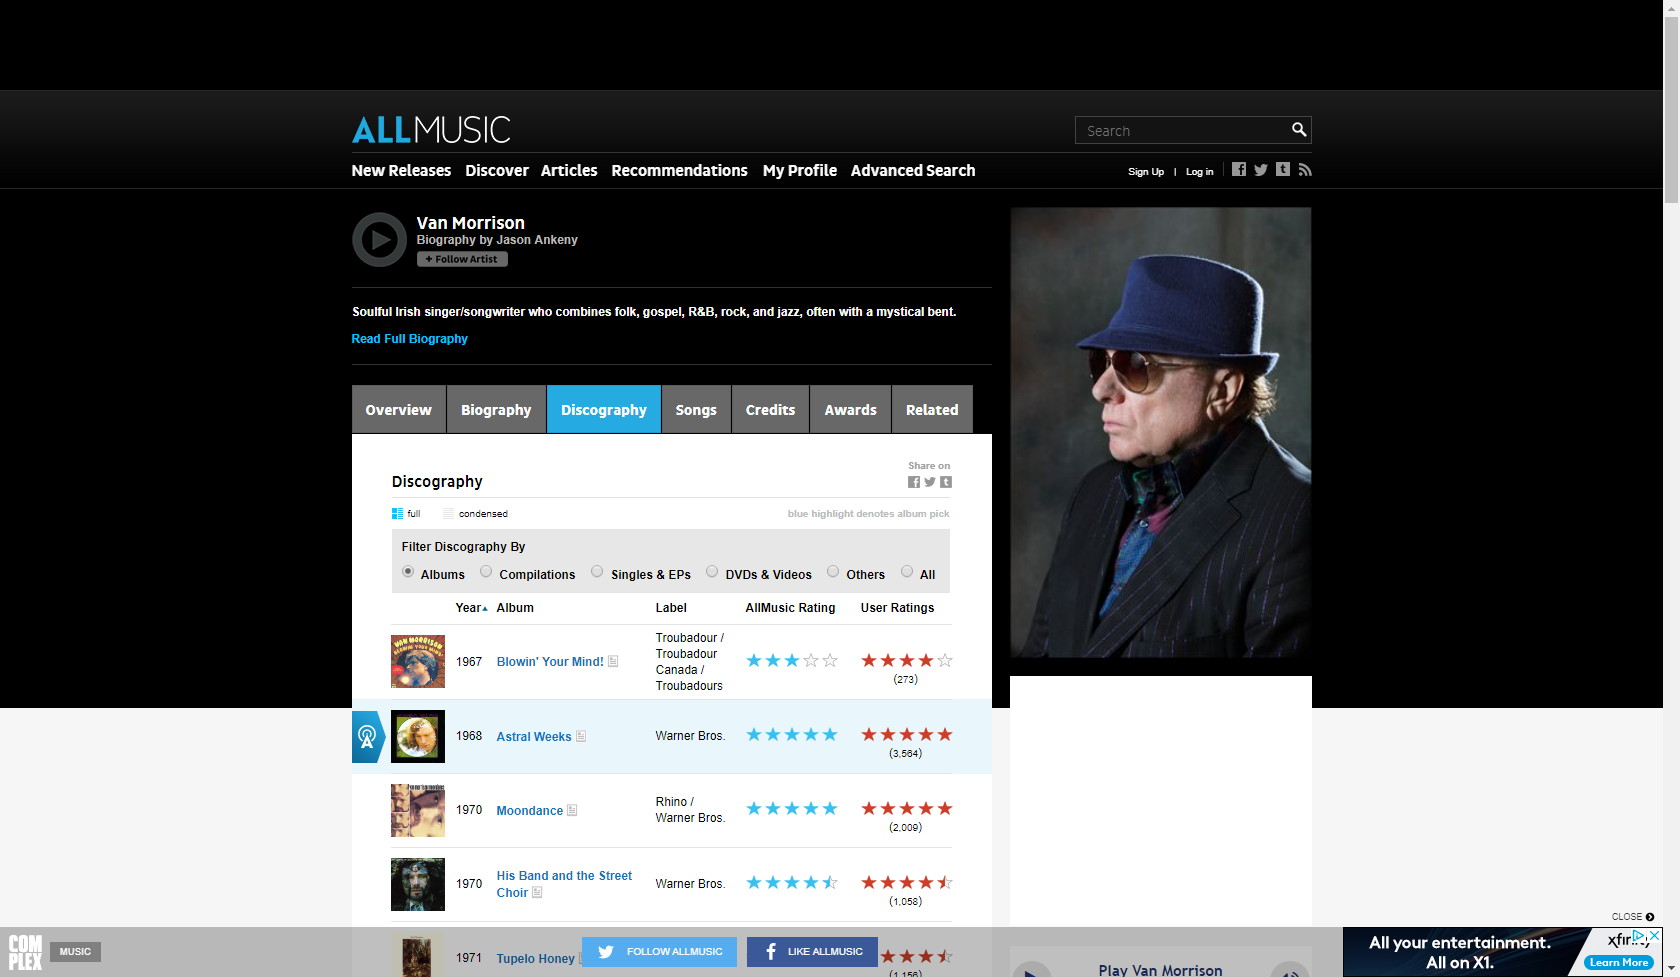 ALLMUSIC
Search
New Releases Discover Articles Recommendations My Profile Advanced Search
Sign Up | Log in
Van Morrison
Biography by Jason Ankeny
+ Follow Artist
Soulful Irish singer/songwriter who combines folk, gospel, R&B, rock, and jazz, often with a mystical bent.
Read Full Biography
Overview Biography Discography Songs Credits Awards Related
Share on
Discography
full condensed blue highlight denotes album pick
Filter Discography By
Albums Compilations Singles & EPs DVDs & Videos Others All
Year Album Label AllMusic Rating User Ratings
VAN MORRISON
BLOWIN' YOUR MIND!
1967 Blowin' Your Mind!
Troubadour /
Troubadour
Canada /
Troubadours
(273)
1968 Astral Weeks Warner Bros.
(3,564)
1970 Moondance
Rhino /
Warner Bros.
(2,009)
1970
His Band and the Street
Choir
Warner Bros.
(1,058)
1971 Tupelo Honey
(1,156)
COMPLEX
MUSIC
FOLLOW ALLMUSIC
LIKE ALLMUSIC
Play Van Morrison
CLOSE
All your entertainment.
All on X1.
xfinity
Learn More